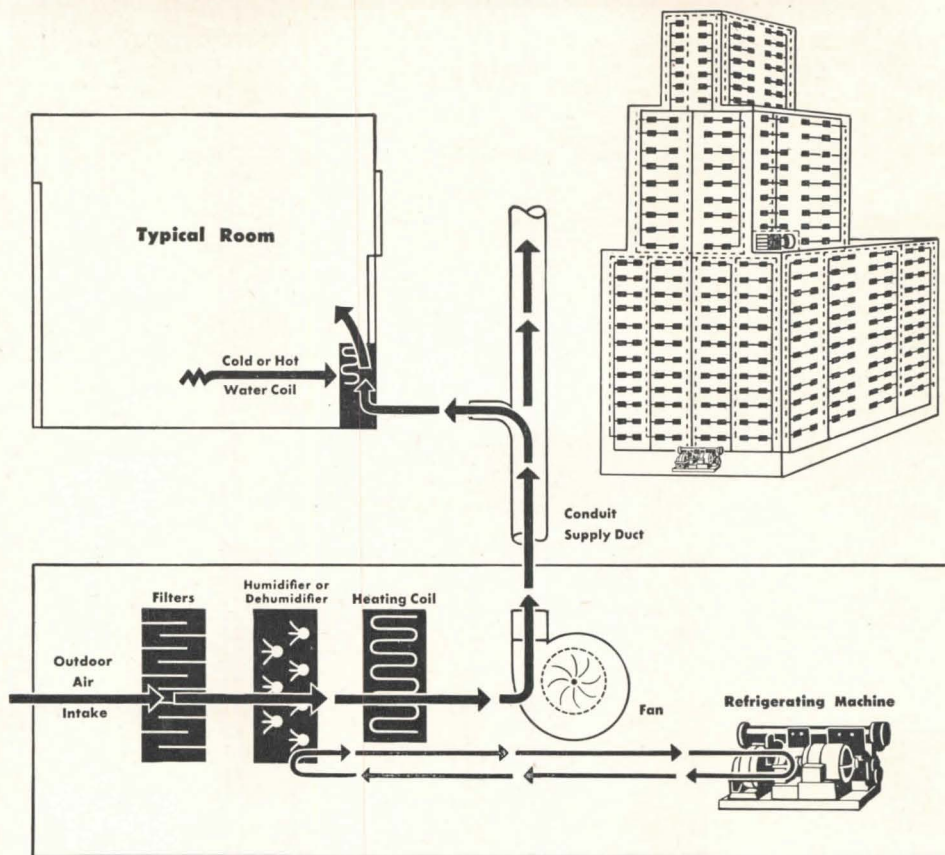 Typical Room
Cold or Hot
Water Coil
Conduit
Supply Duct
Filters
Humidifier or
Dehumidifier
Heating Coil
Outdoor
Air
Intake
Fan
Refrigerating Machine